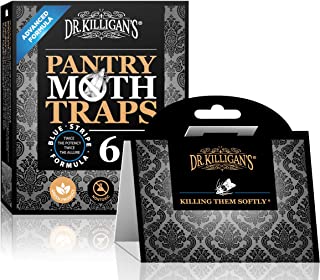 ADVANCED
FORMULA
DR. KILLIGAN'S®
PANTRY
MOTH
TRAPS
BLUE-STRIPE
FORMULA
TWICE
THE POTENCY
TWICE
THE ALLURE
6
DR. KILLIGAN'S®
KILLING THEM SOFTLY®